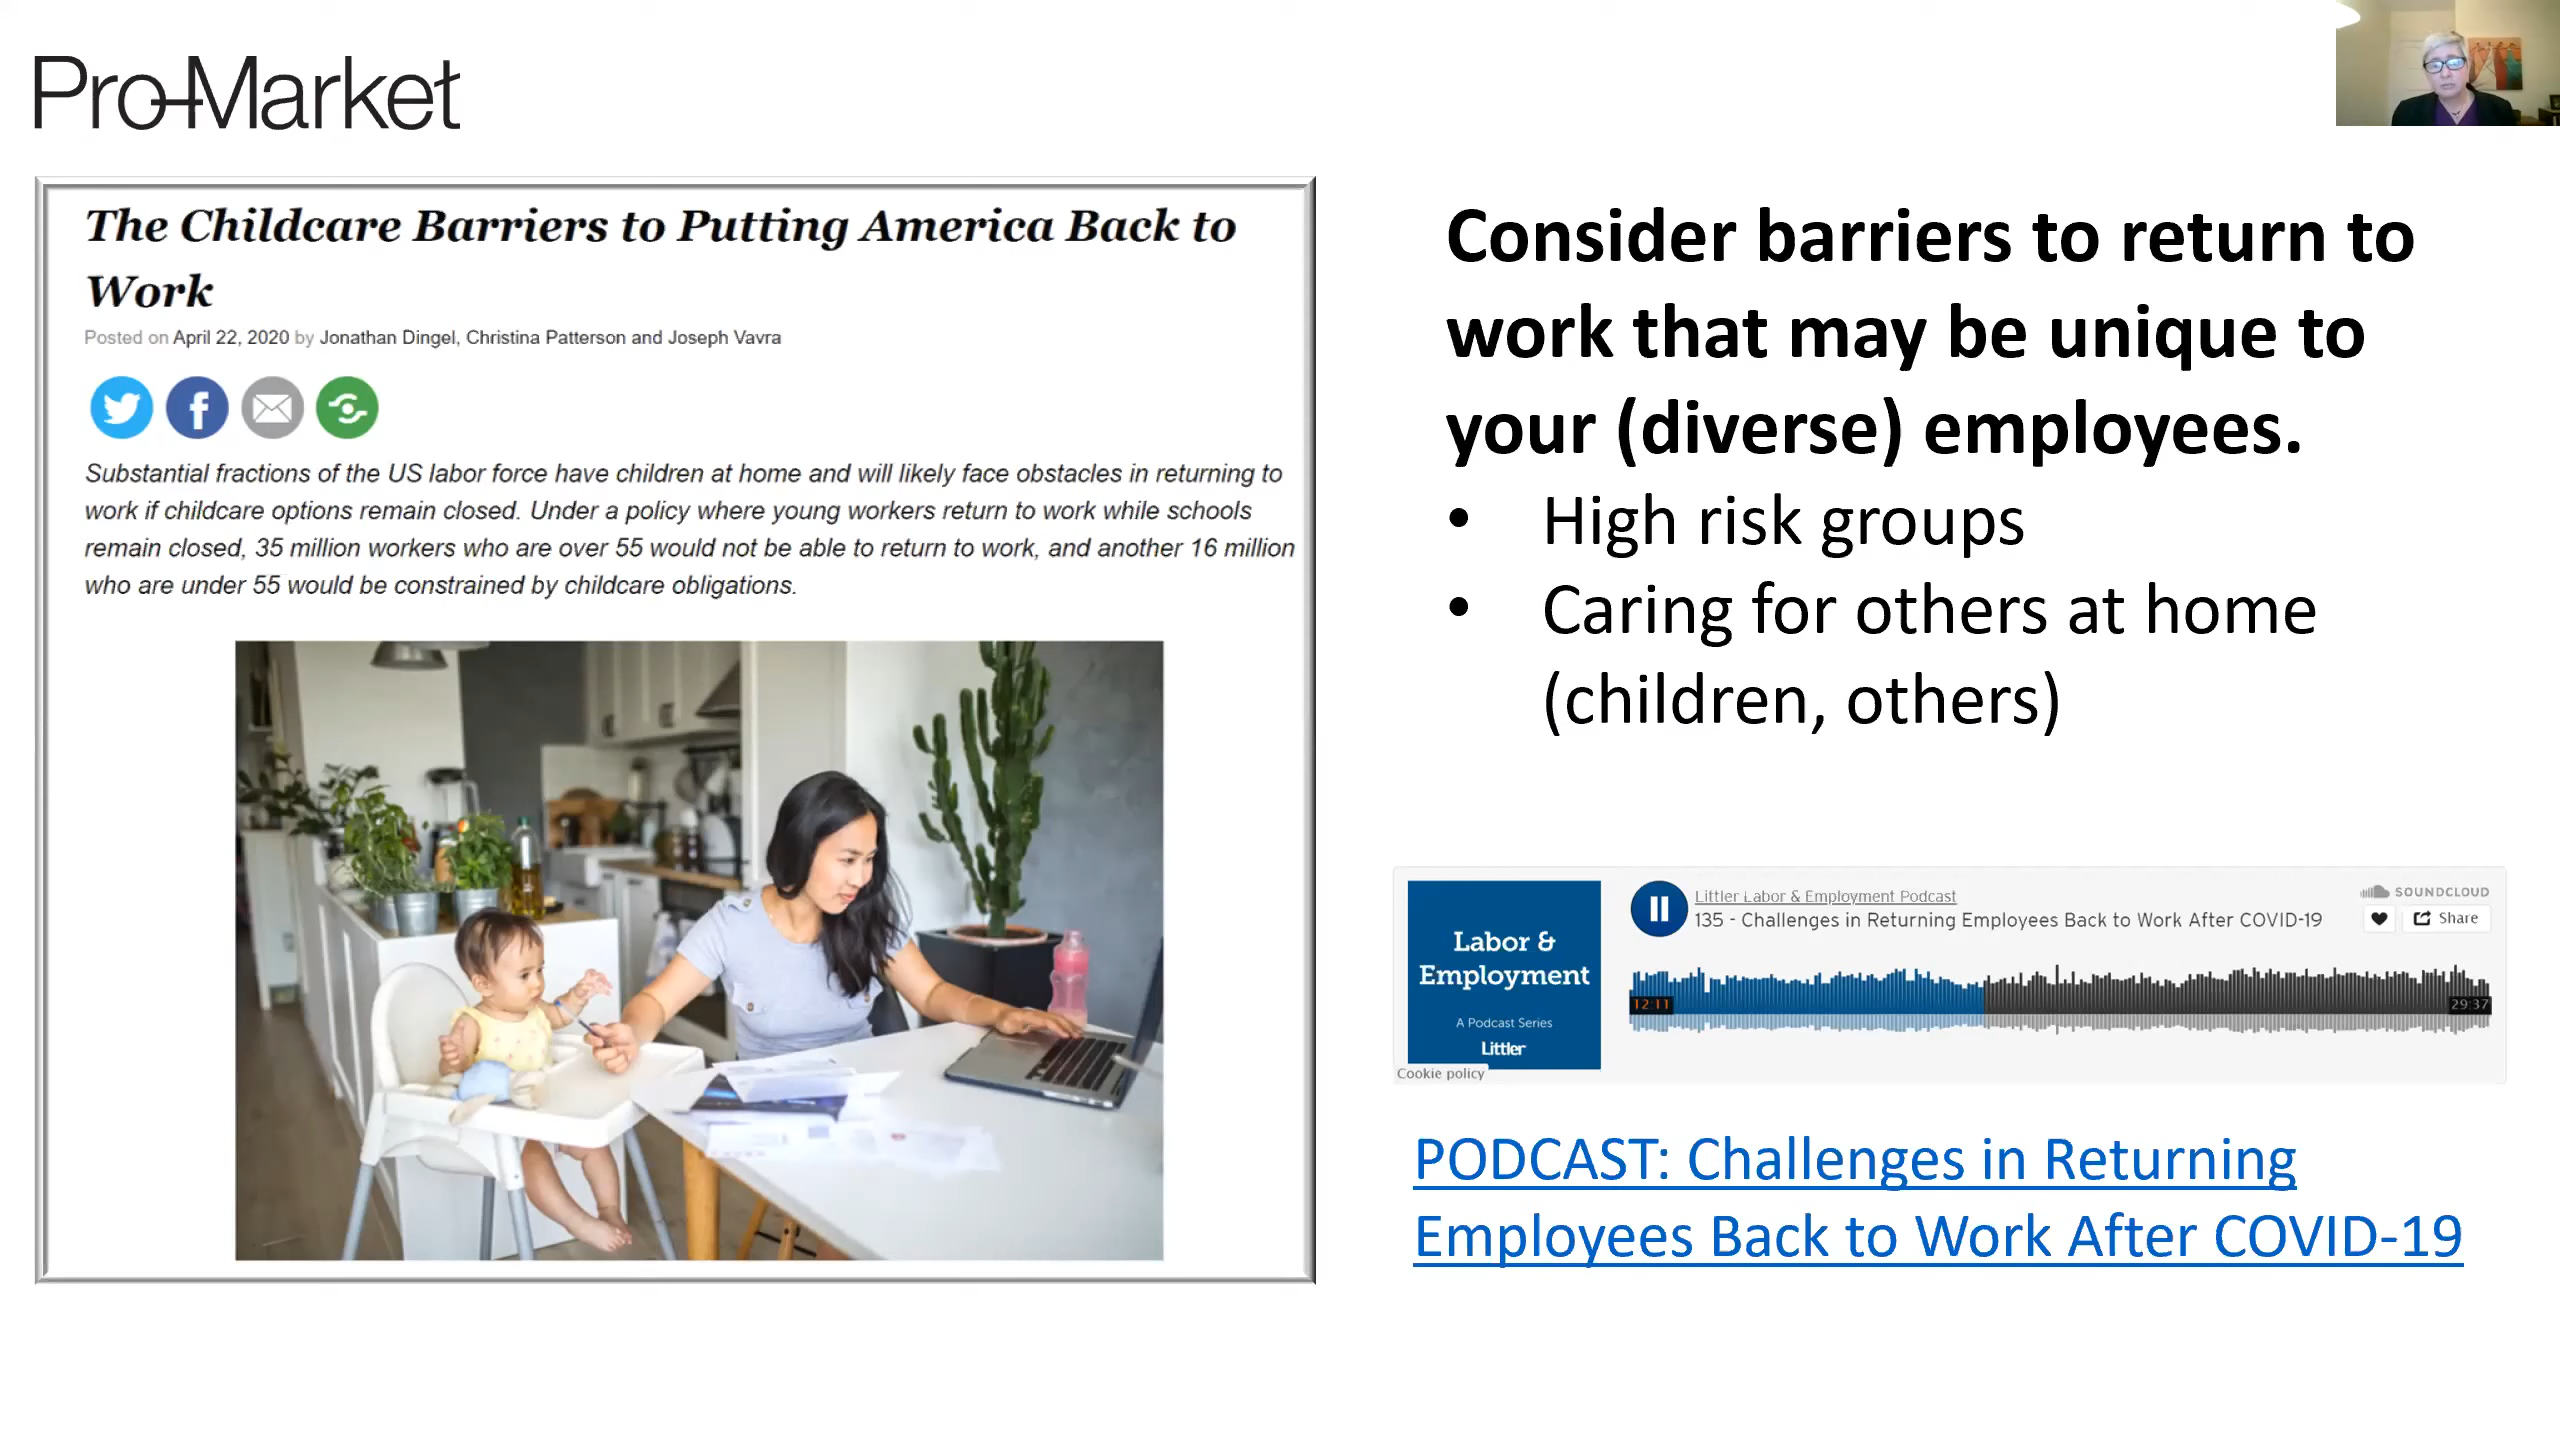 Pro-Market
The Childcare Barriers to Putting America Back to
Work
Posted on April 22, 2020 by Jonathan Dingel, Christina Patterson and Joseph Vavra
Substantial fractions of the US labor force have children at home and will likely face obstacles in returning to
work if childcare options remain closed. Under a policy where young workers return to work while schools
remain closed, 35 million workers who are over 55 would not be able to return to work, and another 16 million
who are under 55 would be constrained by childcare obligations.
Consider barriers to return to
work that may be unique to
your (diverse) employees.
• High risk groups
• Caring for others at home
(children, others)
Labor &
Employment
A Podcast Series
Littler
Cookie policy
Littler Labor & Employment Podcast
135 - Challenges in Returning Employees Back to Work After COVID-19
SOUNDCLOUD
Share
12:11
29:37
PODCAST: Challenges in Returning
Employees Back to Work After COVID-19